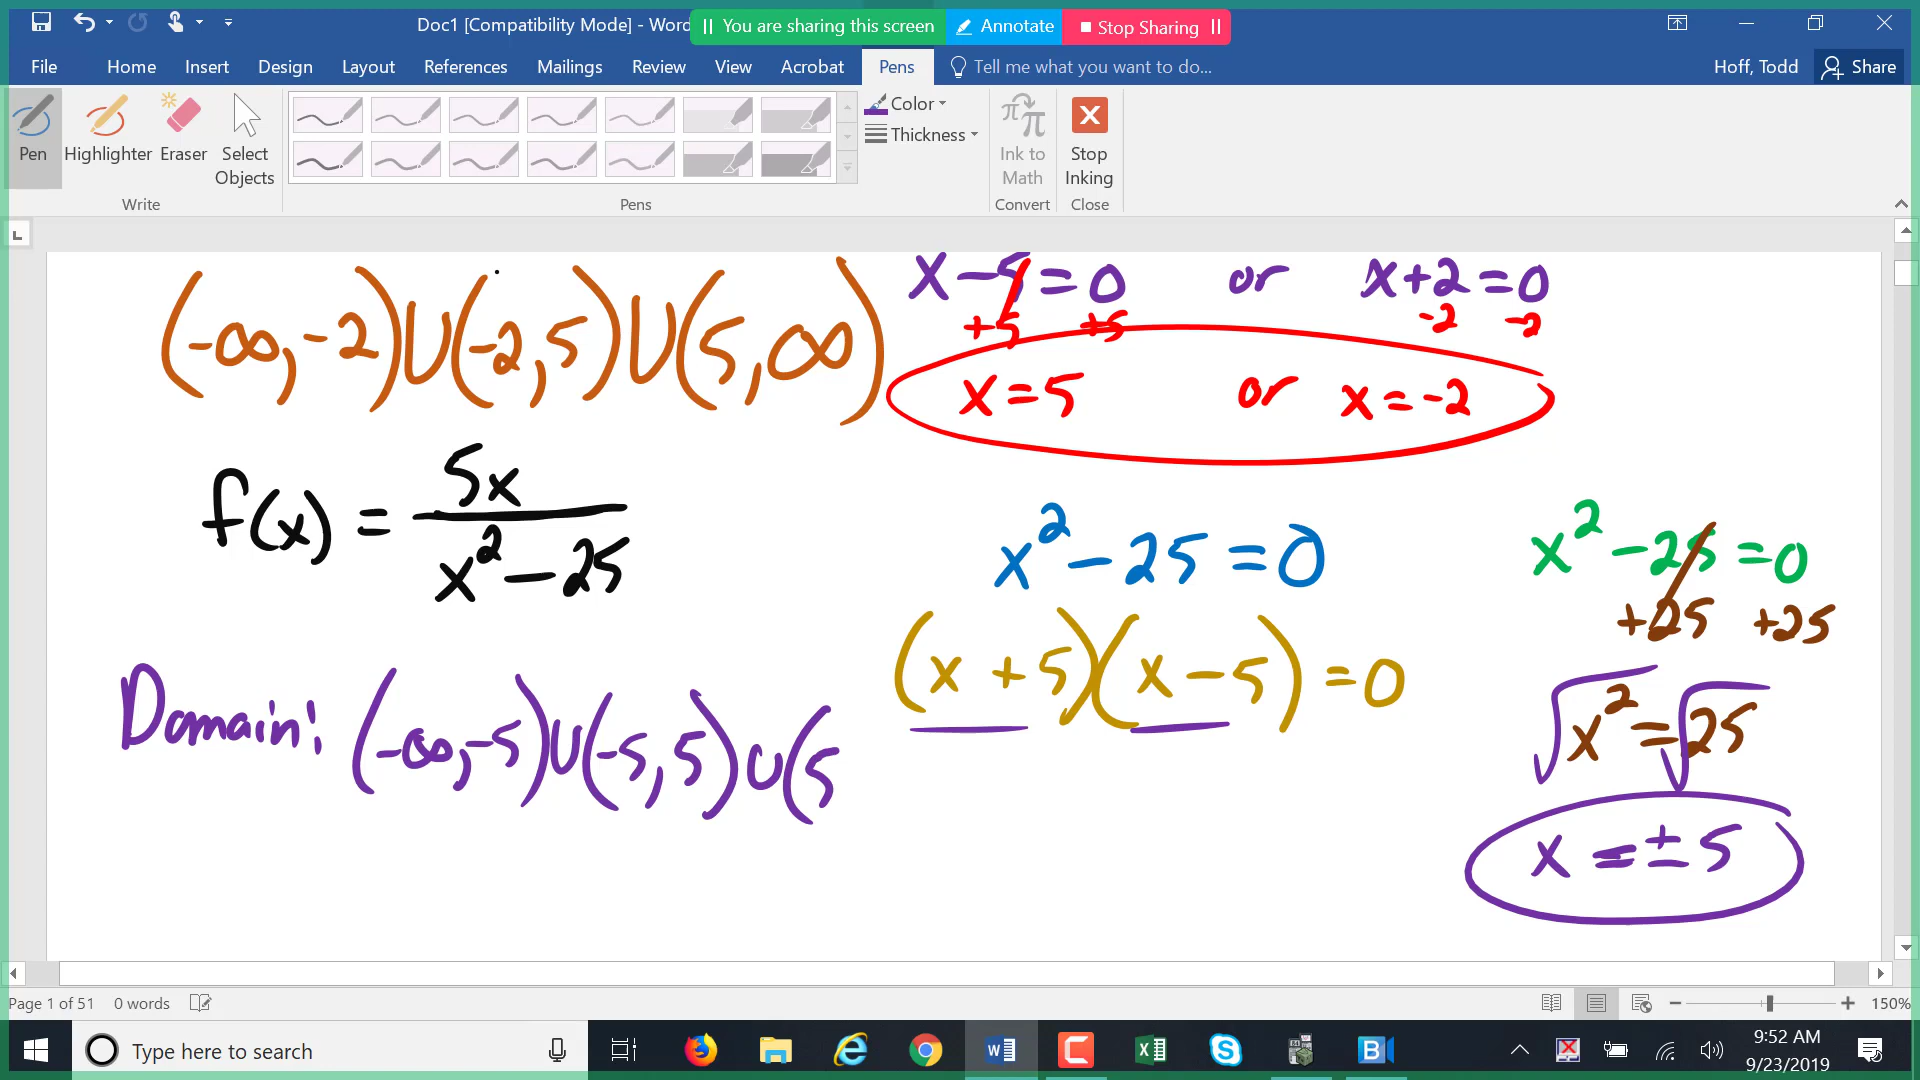 Doc1 [Compatibility Mode] - Word
You are sharing this screen
Annotate
Stop Sharing
File Home Insert Design Layout References Mailings Review View Acrobat Pens Tell me what you want to do...
Hoff, Todd Share
Pen Highlighter Eraser Select Objects
Color
Thickness
Ink to Math
Stop Inking
Write Pens Convert Close
(-∞,-2)U(-2,5)U(5,∞)
x-5=0 or x+2=0
+5 +5 -2 -2
x=5 or x=-2
f(x) = 5x / x²-25
x²-25=0
(x+5)(x-5)=0
x²-25=0
+25 +25
√x²=√25
x=±5
Domain: (-∞,-5)U(-5,5)U(5
Page 1 of 51 0 words
150%
Type here to search
9:52 AM
9/23/2019